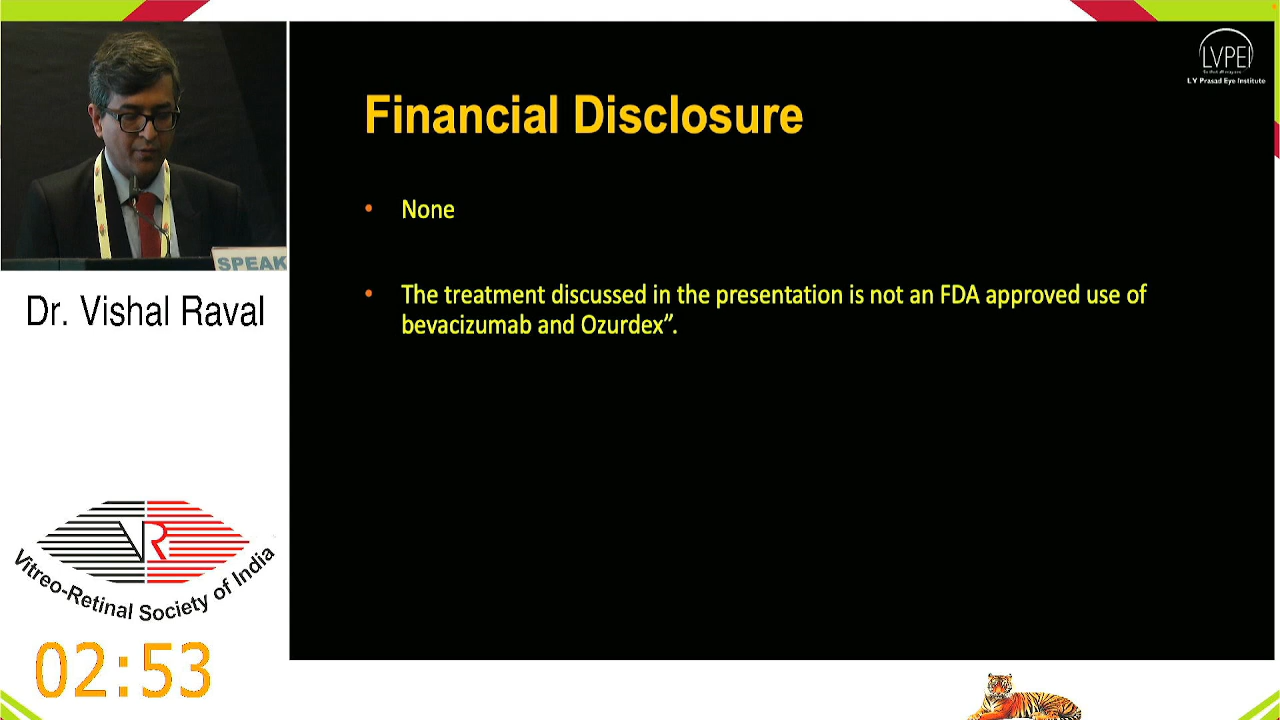 LVPEI
L V Prasad Eye Institute
Financial Disclosure
• None
• The treatment discussed in the presentation is not an FDA approved use of
bevacizumab and Ozurdex”.
SPEAK
Dr. Vishal Raval
VR
Vitreo-Retinal Society of India
02:53